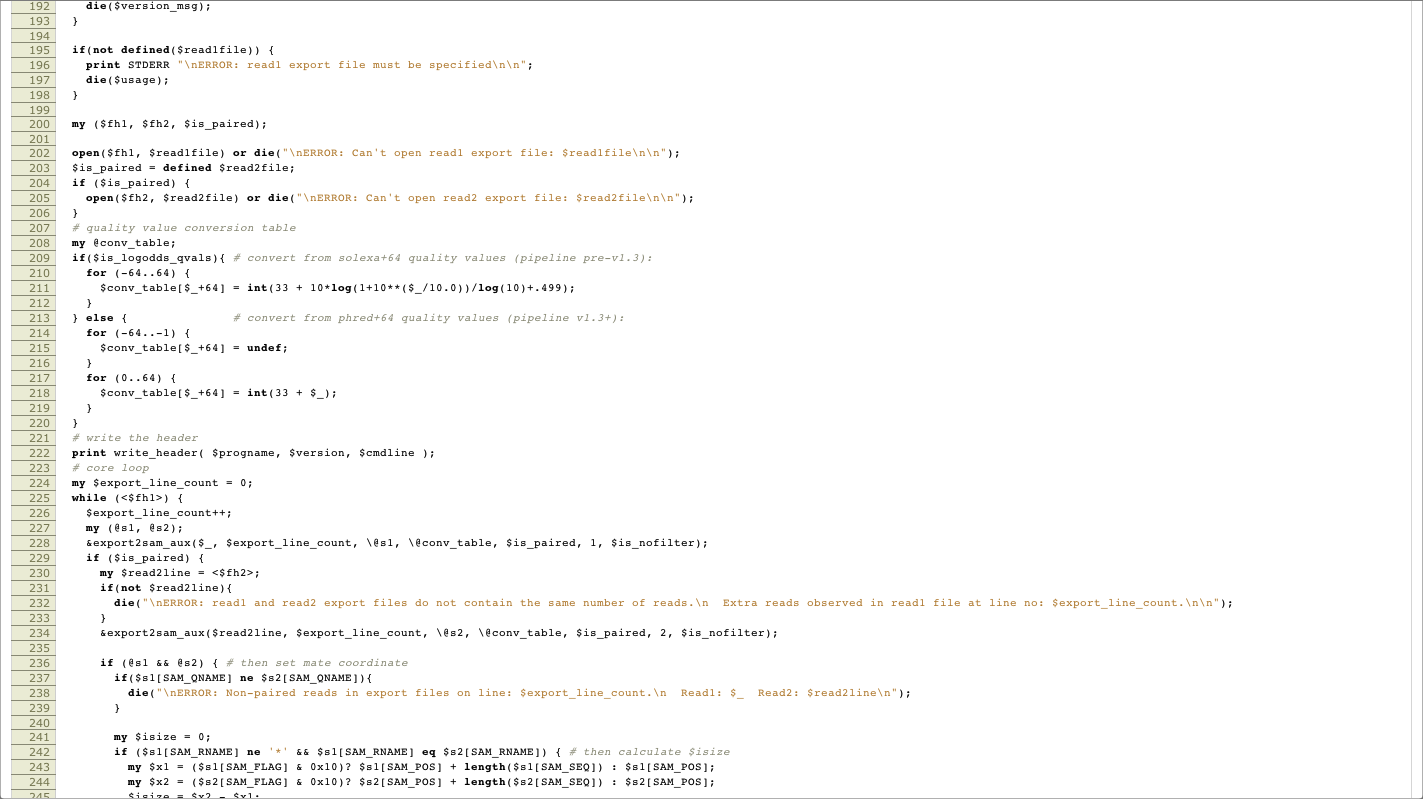 192 die($version_msg);
193 }
194
195 if(not defined($read1file)) {
196 print STDERR "\nERROR: read1 export file must be specified\n\n";
197 die($usage);
198 }
199
200 my ($fh1, $fh2, $is_paired);
201
202 open($fh1, $read1file) or die("\nERROR: Can't open read1 export file: $read1file\n\n");
203 $is_paired = defined $read2file;
204 if ($is_paired) {
205 open($fh2, $read2file) or die("\nERROR: Can't open read2 export file: $read2file\n\n");
206 }
207 # quality value conversion table
208 my @conv_table;
209 if($is_logodds_qvals){ # convert from solexa+64 quality values (pipeline pre-v1.3):
210 for (-64..64) {
211 $conv_table[$_+64] = int(33 + 10*log(1+10**($_/10.0))/log(10)+.499);
212 }
213 } else { # convert from phred+64 quality values (pipeline v1.3+):
214 for (-64..-1) {
215 $conv_table[$_+64] = undef;
216 }
217 for (0..64) {
218 $conv_table[$_+64] = int(33 + $_);
219 }
220 }
221 # write the header
222 print write_header( $progname, $version, $cmdline );
223 # core loop
224 my $export_line_count = 0;
225 while (<$fh1>) {
226 $export_line_count++;
227 my (@s1, @s2);
228 &export2sam_aux($_, $export_line_count, \@s1, \@conv_table, $is_paired, 1, $is_nofilter);
229 if ($is_paired) {
230 my $read2line = <$fh2>;
231 if(not $read2line){
232 die("\nERROR: read1 and read2 export files do not contain the same number of reads.\n  Extra reads observed in read1 file at line no: $export_line_count.\n\n");
233 }
234 &export2sam_aux($read2line, $export_line_count, \@s2, \@conv_table, $is_paired, 2, $is_nofilter);
235
236 if (@s1 && @s2) { # then set mate coordinate
237 if($s1[SAM_QNAME] ne $s2[SAM_QNAME]){
238 die("\nERROR: Non-paired reads in export files on line: $export_line_count.\n  Read1: $_  Read2: $read2line\n");
239 }
240
241 my $isize = 0;
242 if ($s1[SAM_RNAME] ne '*' && $s1[SAM_RNAME] eq $s2[SAM_RNAME]) { # then calculate $isize
243 my $x1 = ($s1[SAM_FLAG] & 0x10)? $s1[SAM_POS] + length($s1[SAM_SEQ]) : $s1[SAM_POS];
244 my $x2 = ($s2[SAM_FLAG] & 0x10)? $s2[SAM_POS] + length($s2[SAM_SEQ]) : $s2[SAM_POS];
245 $isize = $x2 - $x1;